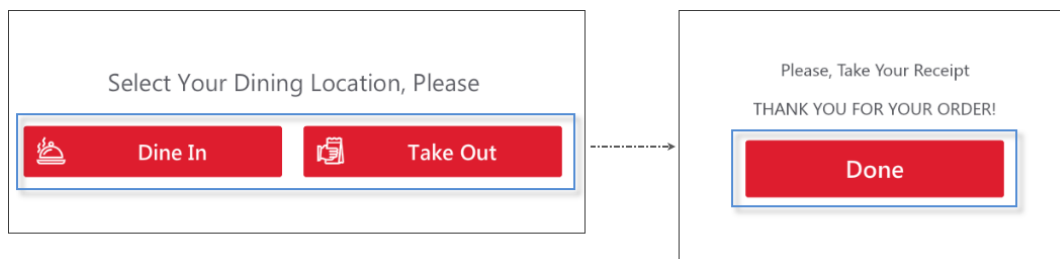 Select Your Dining Location, Please
Dine In
Take Out
Please, Take Your Receipt
THANK YOU FOR YOUR ORDER!
Done